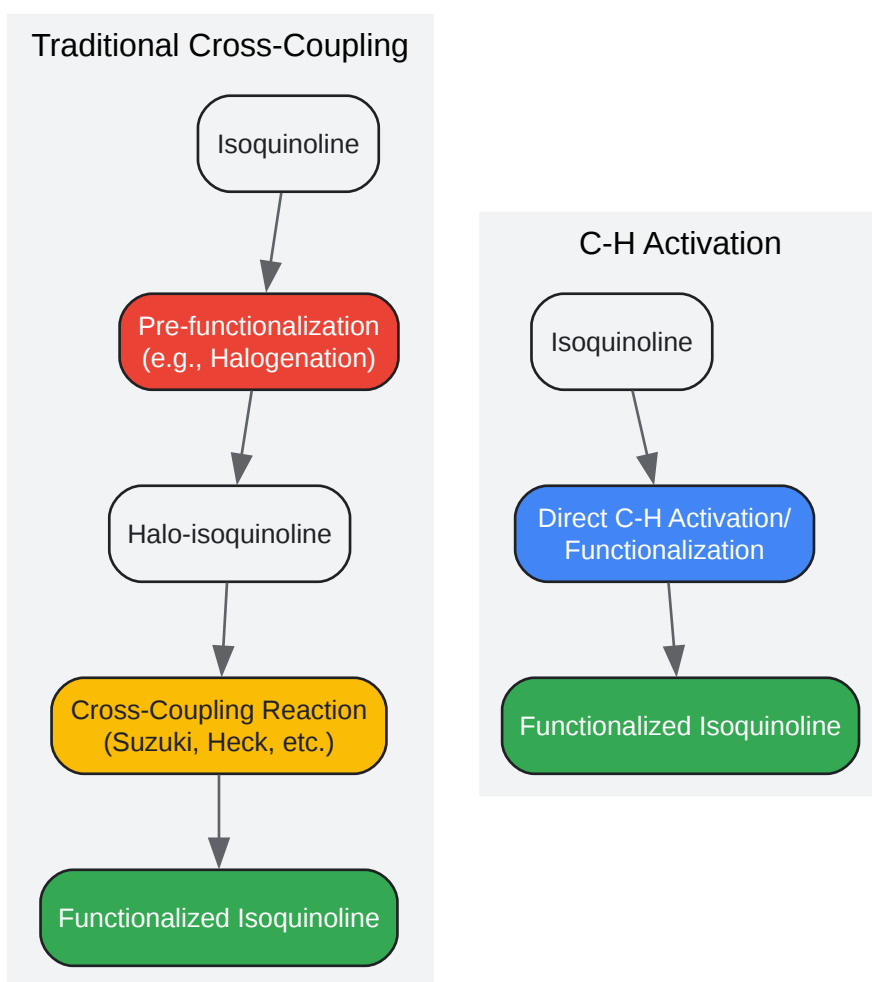 Traditional Cross-Coupling
Isoquinoline
Pre-functionalization
(e.g., Halogenation)
Halo-isoquinoline
Cross-Coupling Reaction
(Suzuki, Heck, etc.)
Functionalized Isoquinoline
C-H Activation
Isoquinoline
Direct C-H Activation/
Functionalization
Functionalized Isoquinoline